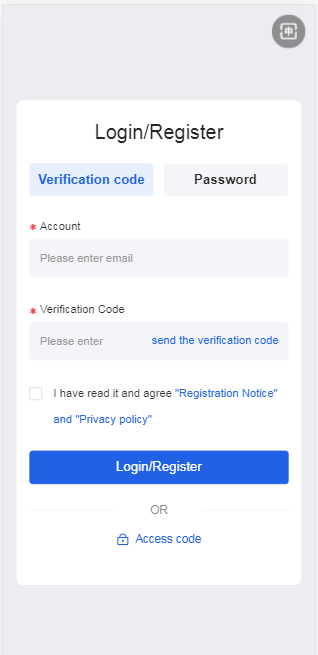 中
Login/Register
Verification code
Password
* Account
Please enter email
* Verification Code
Please enter
send the verification code
I have read it and agree "Registration Notice"
and "Privacy policy"
Login/Register
OR
Access code